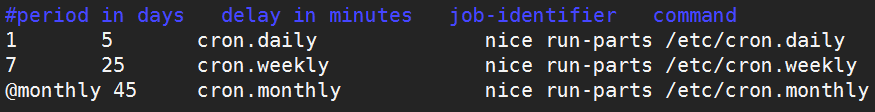 #period in days   delay in minutes   job-identifier   command
1       5       cron.daily              nice run-parts /etc/cron.daily
7       25      cron.weekly             nice run-parts /etc/cron.weekly
@monthly 45     cron.monthly            nice run-parts /etc/cron.monthly